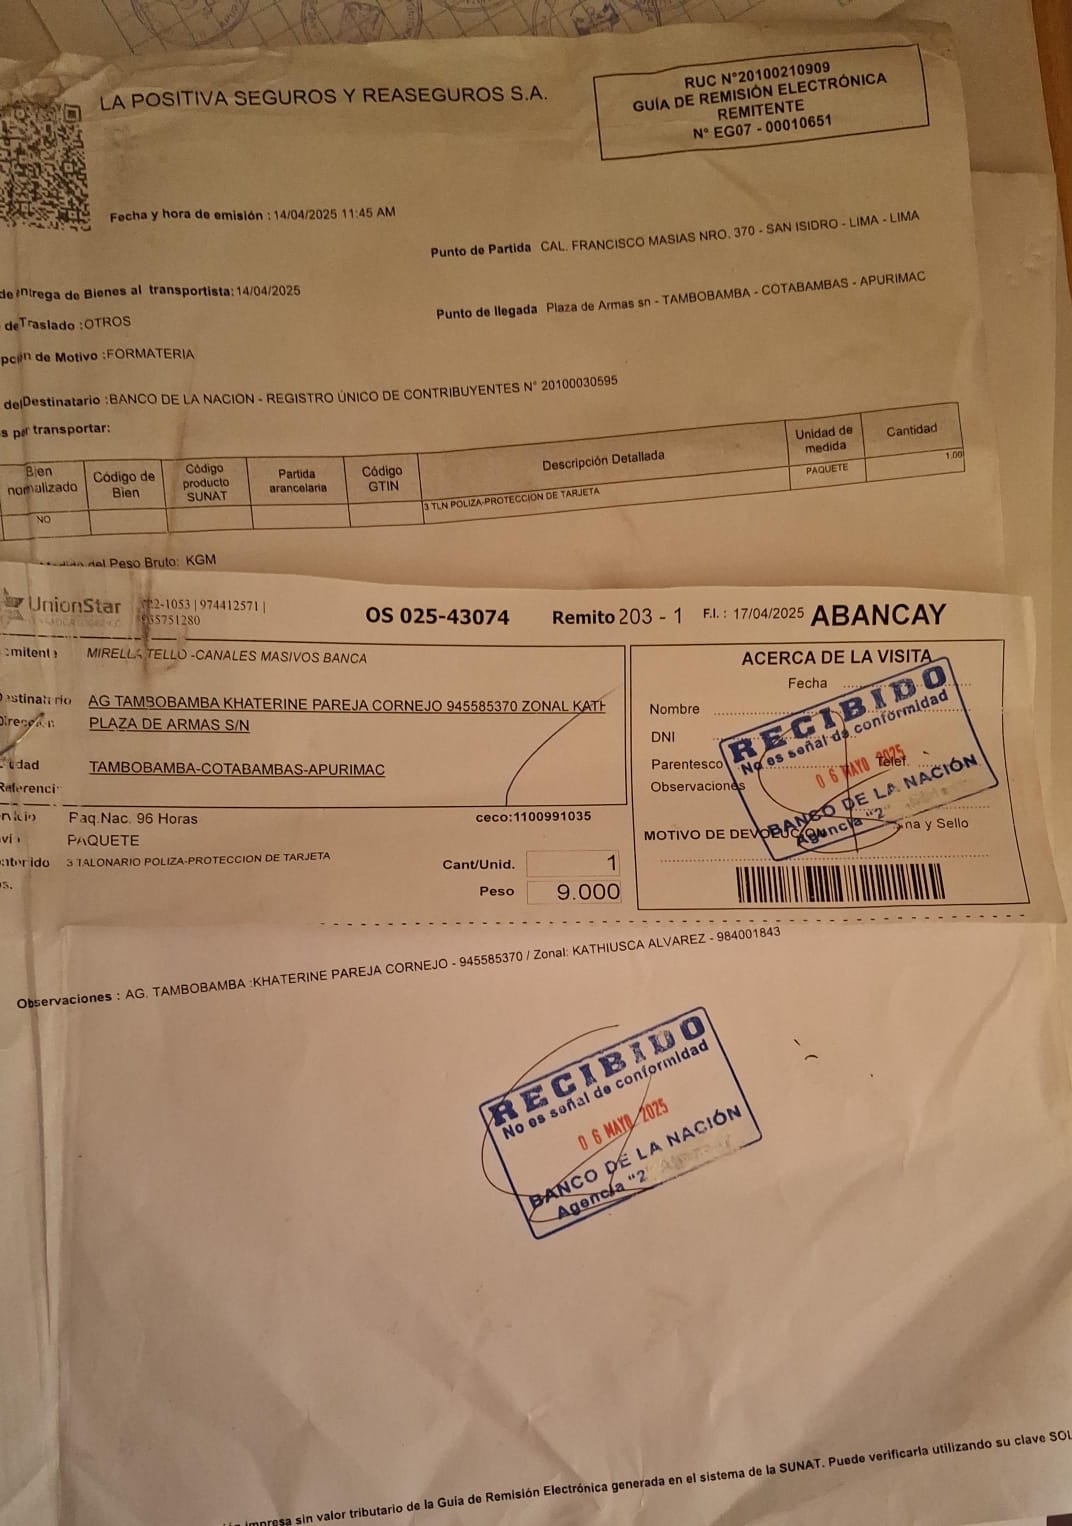 LA POSITIVA SEGUROS Y REASEGUROS S.A.
RUC N°20100210909
GUÍA DE REMISIÓN ELECTRÓNICA
REMITENTE
N° EG07 - 00010651
Fecha y hora de emisión : 14/04/2025 11:45 AM
Punto de Partida CAL. FRANCISCO MASIAS NRO. 370 - SAN ISIDRO - LIMA - LIMA
de entrega de Bienes al transportista: 14/04/2025
Punto de llegada Plaza de Armas sn - TAMBOBAMBA - COTABAMBAS - APURIMAC
de Traslado : OTROS
de Motivo : FORMATERIA
del Destinatario : BANCO DE LA NACION - REGISTRO ÚNICO DE CONTRIBUYENTES N° 20100030595
s por transportar:
Bien normalizado Código de Bien Código producto SUNAT Partida arancelaria Código GTIN Descripción Detallada Unidad de medida Cantidad
NO 3 TLN POLIZA-PROTECCION DE TARJETA PAQUETE 1.00
del Peso Bruto: KGM
UnionStar
2-1053 | 974412571 |
35751280
OS 025-43074 Remito 203 - 1 F.I. : 17/04/2025 ABANCAY
MIRELLA TELLO -CANALES MASIVOS BANCA
AG TAMBOBAMBA KHATERINE PAREJA CORNEJO 945585370 ZONAL KATH
PLAZA DE ARMAS S/N
TAMBOBAMBA-COTABAMBAS-APURIMAC
Paq.Nac. 96 Horas ceco:1100991035
PAQUETE
3 TALONARIO POLIZA-PROTECCION DE TARJETA
Cant/Unid. 1
Peso 9.000
ACERCA DE LA VISITA
Fecha
Nombre
DNI
Parentesco Telef.
Observaciones
MOTIVO DE DEVOLUCION y Sello
RECIBIDO
No es señal de conformidad
06 MAYO 2025
BANCO DE LA NACIÓN
Agencia "2"
Observaciones : AG. TAMBOBAMBA :KHATERINE PAREJA CORNEJO - 945585370 / Zonal: KATHIUSCA ALVAREZ - 984001843
RECIBIDO
No es señal de conformidad
06 MAYO 2025
BANCO DE LA NACIÓN
Agencia "2"
impresa sin valor tributario de la Guía de Remisión Electrónica generada en el sistema de la SUNAT. Puede verificarla utilizando su clave SOL